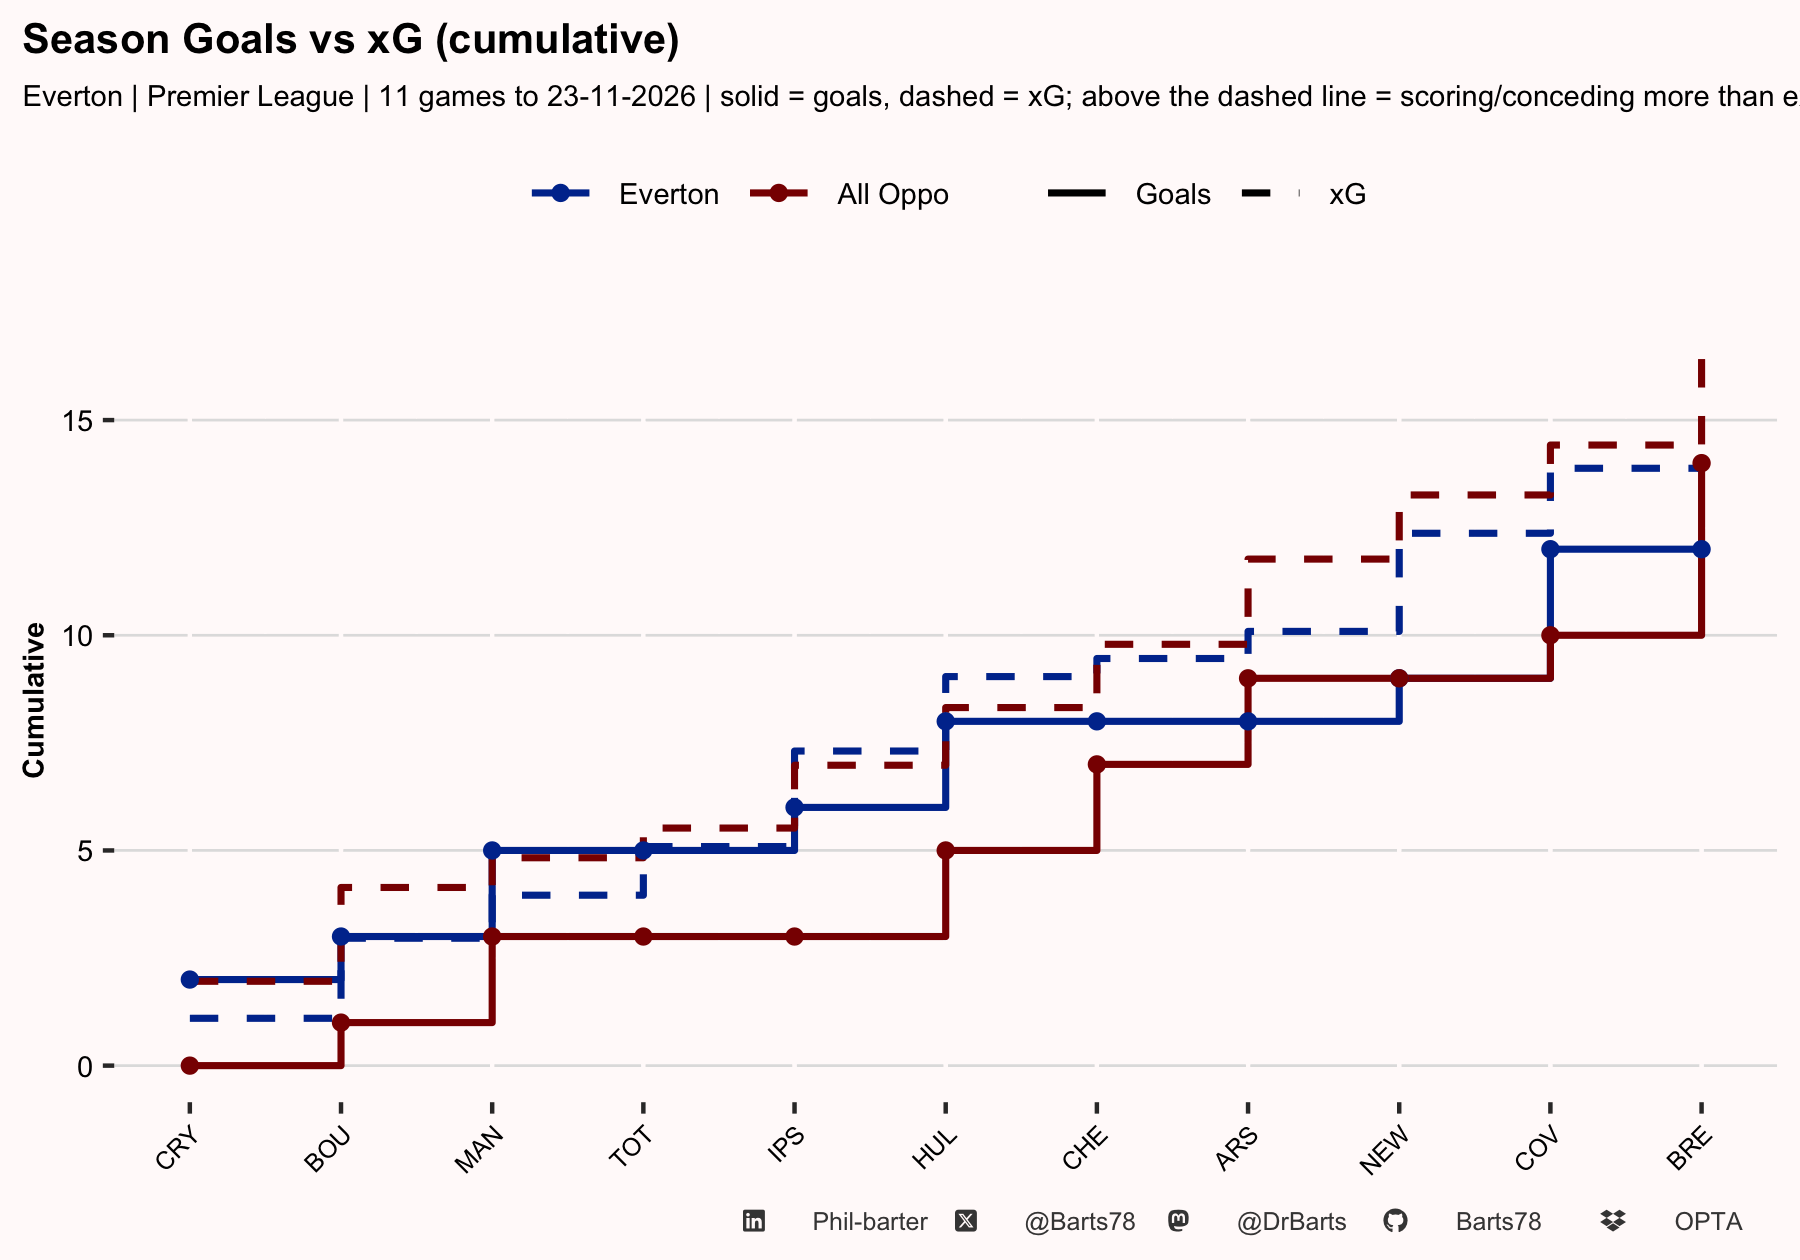 Season Goals vs xG (cumulative)
Everton | Premier League | 11 games to 23-11-2026 | solid = goals, dashed = xG; above the dashed line = scoring/conceding more than e
Everton All Oppo Goals xG
15
10
5
0
Cumulative
CRY BOU MAN TOT IPS HUL CHE ARS NEW COV BRE
Phil-barter @Barts78 @DrBarts Barts78 OPTA